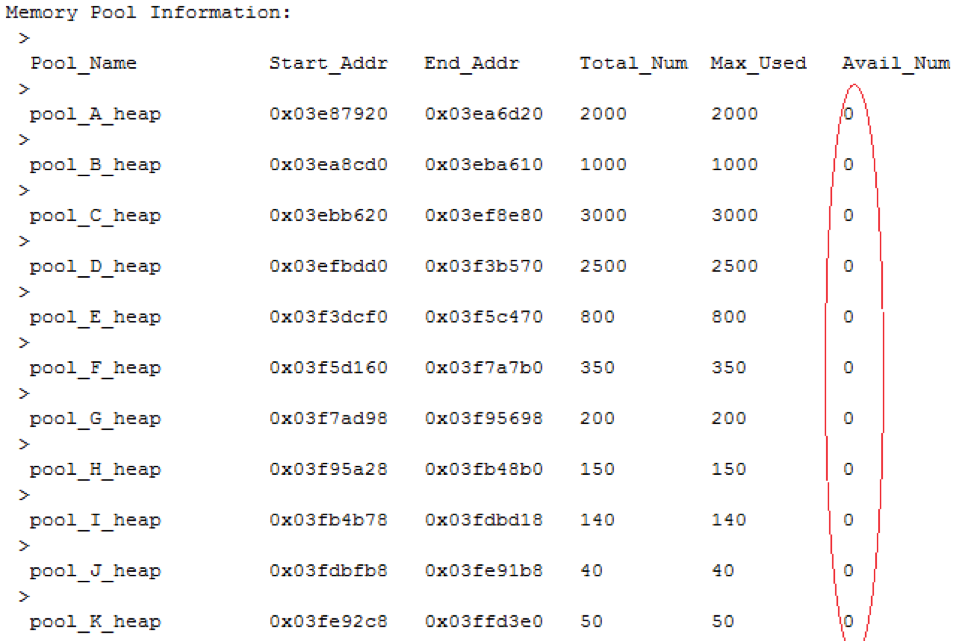 Memory Pool Information:
>
Pool_Name Start_Addr End_Addr Total_Num Max_Used Avail_Num
>
pool_A_heap 0x03e87920 0x03ea6d20 2000 2000 0
>
pool_B_heap 0x03ea8cd0 0x03eba610 1000 1000 0
>
pool_C_heap 0x03ebb620 0x03ef8e80 3000 3000 0
>
pool_D_heap 0x03efbdd0 0x03f3b570 2500 2500 0
>
pool_E_heap 0x03f3dcf0 0x03f5c470 800 800 0
>
pool_F_heap 0x03f5d160 0x03f7a7b0 350 350 0
>
pool_G_heap 0x03f7ad98 0x03f95698 200 200 0
>
pool_H_heap 0x03f95a28 0x03fb48b0 150 150 0
>
pool_I_heap 0x03fb4b78 0x03fdbd18 140 140 0
>
pool_J_heap 0x03fdbfb8 0x03fe91b8 40 40 0
>
pool_K_heap 0x03fe92c8 0x03ffd3e0 50 50 0